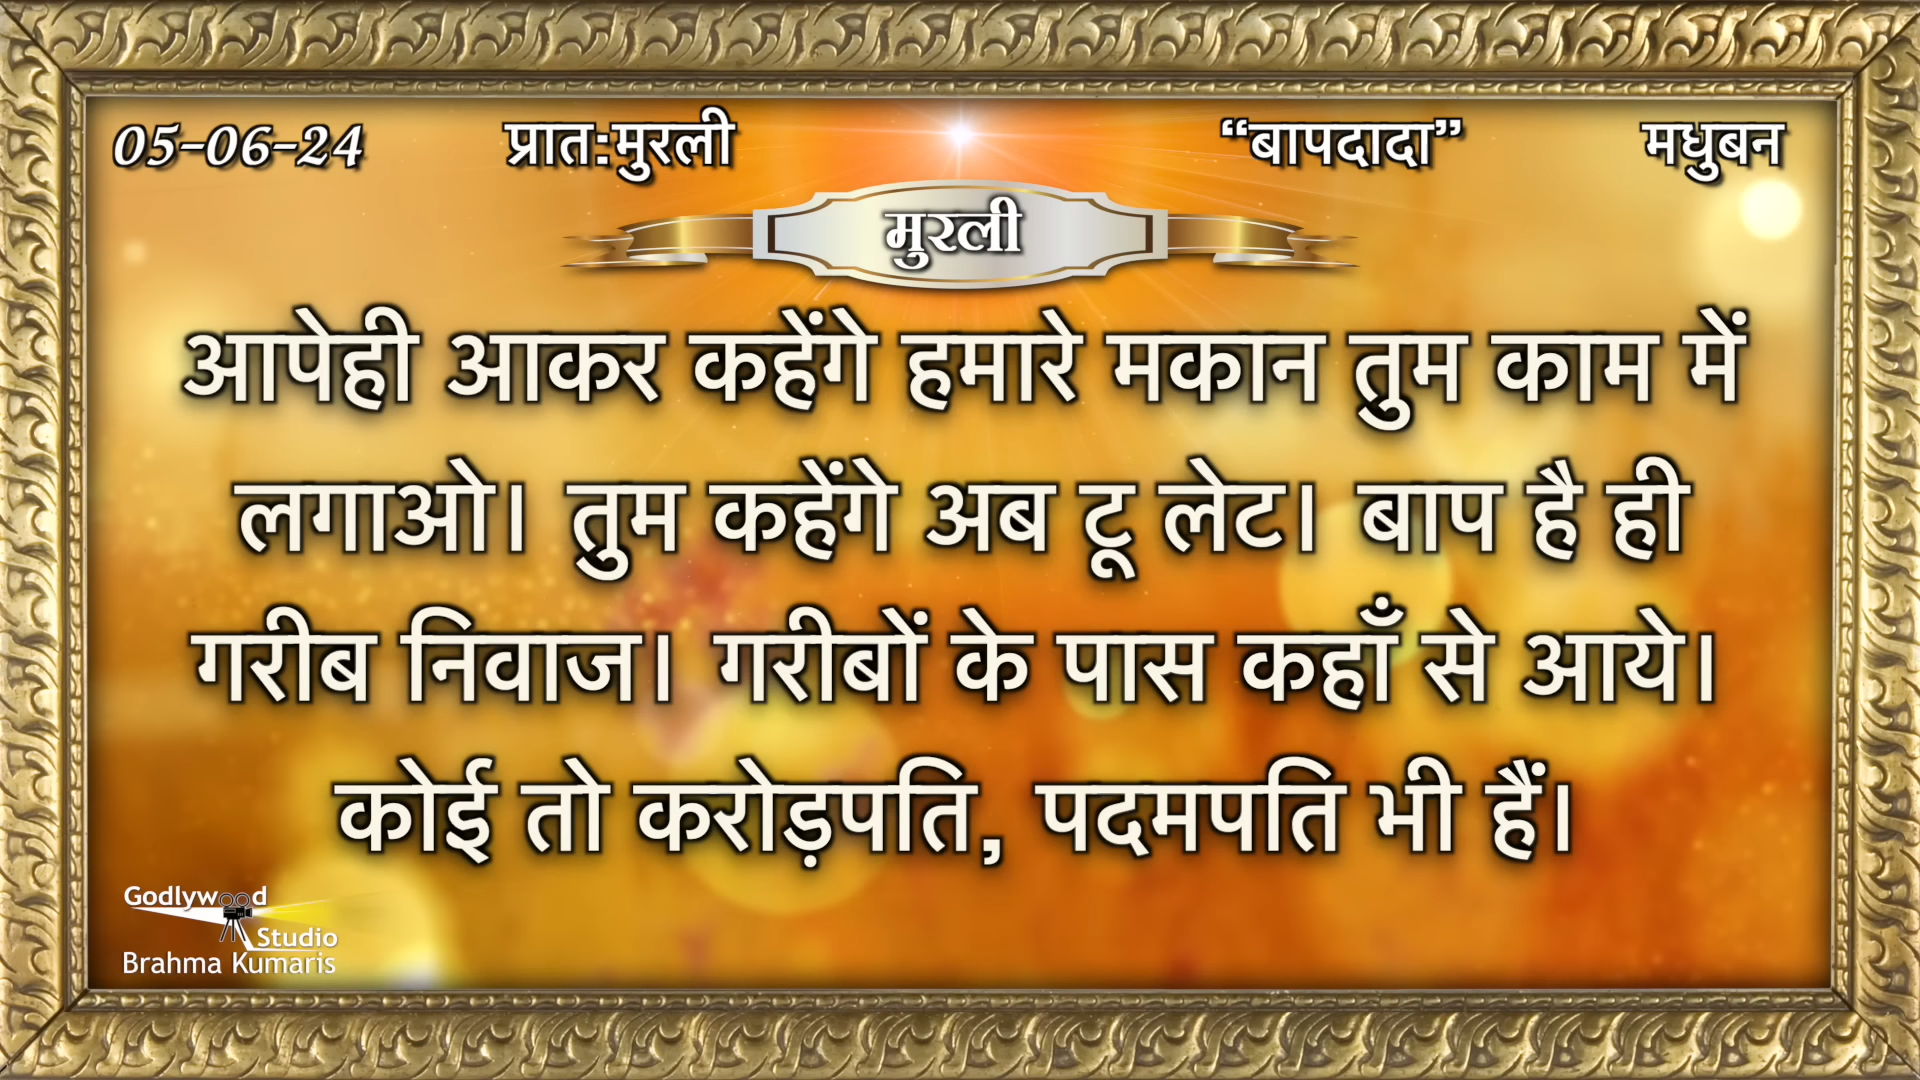 05-06-24 प्रात:मुरली “बापदादा” मधुबन
मुरली
आपेही आकर कहेंगे हमारे मकान तुम काम में
लगाओ। तुम कहेंगे अब टू लेट। बाप है ही
गरीब निवाज। गरीबों के पास कहाँ से आये।
कोई तो करोड़पति, पदमपति भी हैं।
Godlywood
Studio
Brahma Kumaris